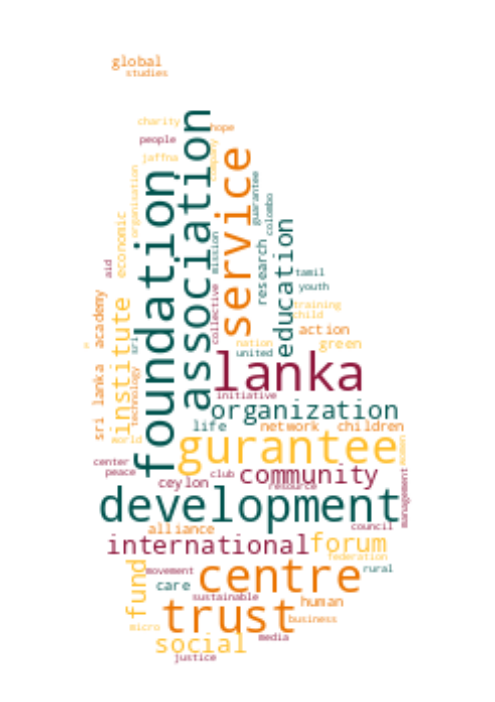 global
studies
charity
hope
people
jaffna
company
organisation
association
foundation
service
guarantee
colombo
economic
mission
research
education
aid
tamil
youth
academy
sri lanka
institute
collective
training
child
action
sri
nation
united
green
technology
lanka
initiative
organization
life
network
children
world
gurantee
women
center
peace
club
community
ceylon
resource
management
development
alliance
council
international
forum
federation
fund
movement
centre
rural
care
sustainable
trust
human
business
micro
social
media
justice